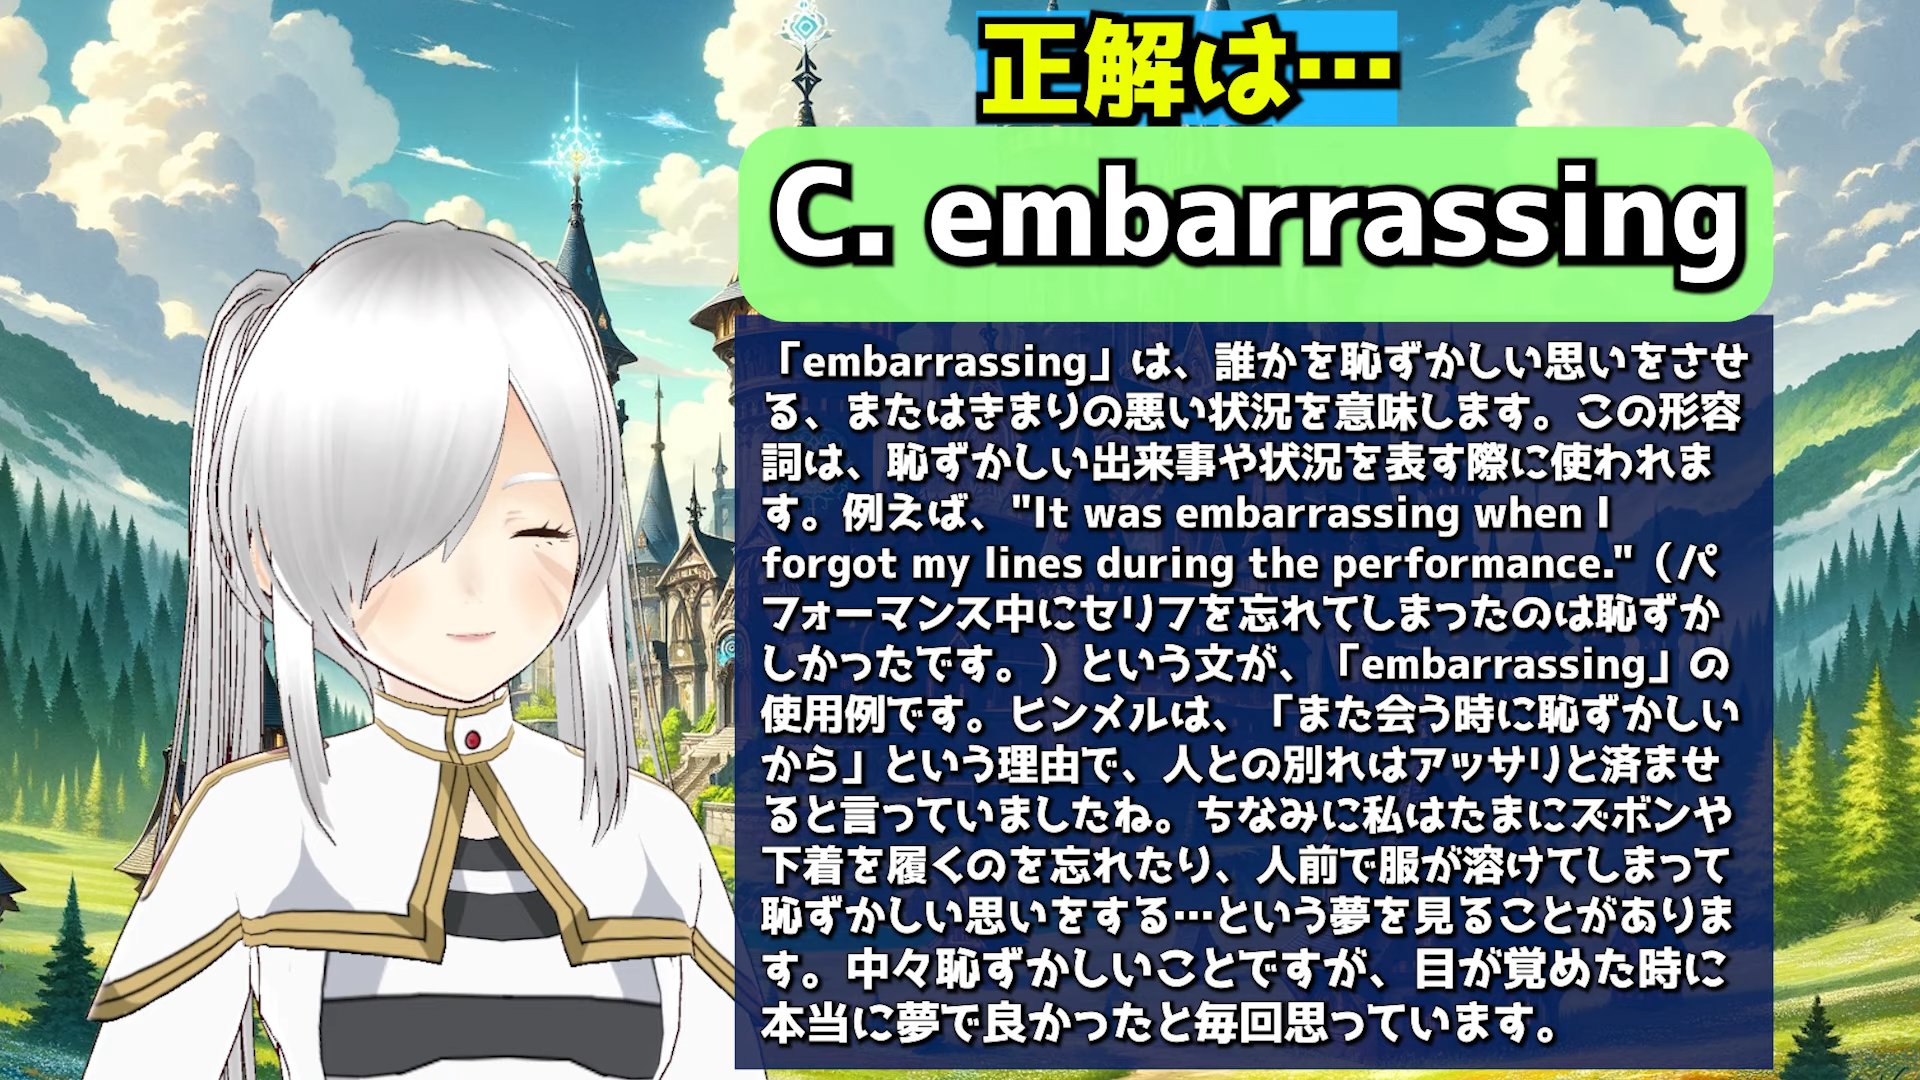 正解は…
C. embarrassing
「embarrassing」は、誰かを恥ずかしい思いをさせ
る、またはきまりの悪い状況を意味します。この形容
詞は、恥ずかしい出来事や状況を表す際に使われま
す。例えば、"It was embarrassing when I
forgot my lines during the performance."（パ
フォーマンス中にセリフを忘れてしまったのは恥ずか
しかったです。）という文が、「embarrassing」の
使用例です。ヒンメルは、「また会う時に恥ずかしい
から」という理由で、人との別れはアッサリと済ませ
ると言っていましたね。ちなみに私はたまにズボンや
下着を履くのを忘れたり、人前で服が溶けてしまって
恥ずかしい思いをする…という夢を見ることがありま
す。中々恥ずかしいことですが、目が覚めた時に
本当に夢で良かったと毎回思っています。